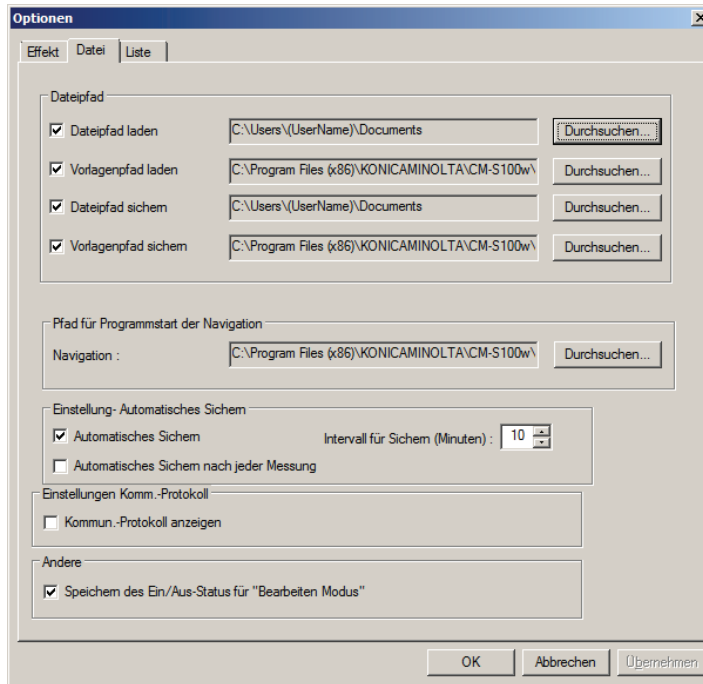 Optionen
Effekt Datei Liste
Dateipfad
Dateipfad laden C:\Users\(UserName)\Documents Durchsuchen...
Vorlagenpfad laden C:\Program Files (x86)\KONICAMINOLTA\CM-S100w\ Durchsuchen...
Dateipfad sichern C:\Users\(UserName)\Documents Durchsuchen...
Vorlagenpfad sichern C:\Program Files (x86)\KONICAMINOLTA\CM-S100w\ Durchsuchen...
Pfad für Programmstart der Navigation
Navigation : C:\Program Files (x86)\KONICAMINOLTA\CM-S100w\ Durchsuchen...
Einstellung- Automatisches Sichern
Automatisches Sichern Intervall für Sichern (Minuten) : 10
Automatisches Sichern nach jeder Messung
Einstellungen Komm.-Protokoll
Kommun.-Protokoll anzeigen
Andere
Speichern des Ein/Aus-Status für "Bearbeiten Modus"
OK Abbrechen Übernehmen